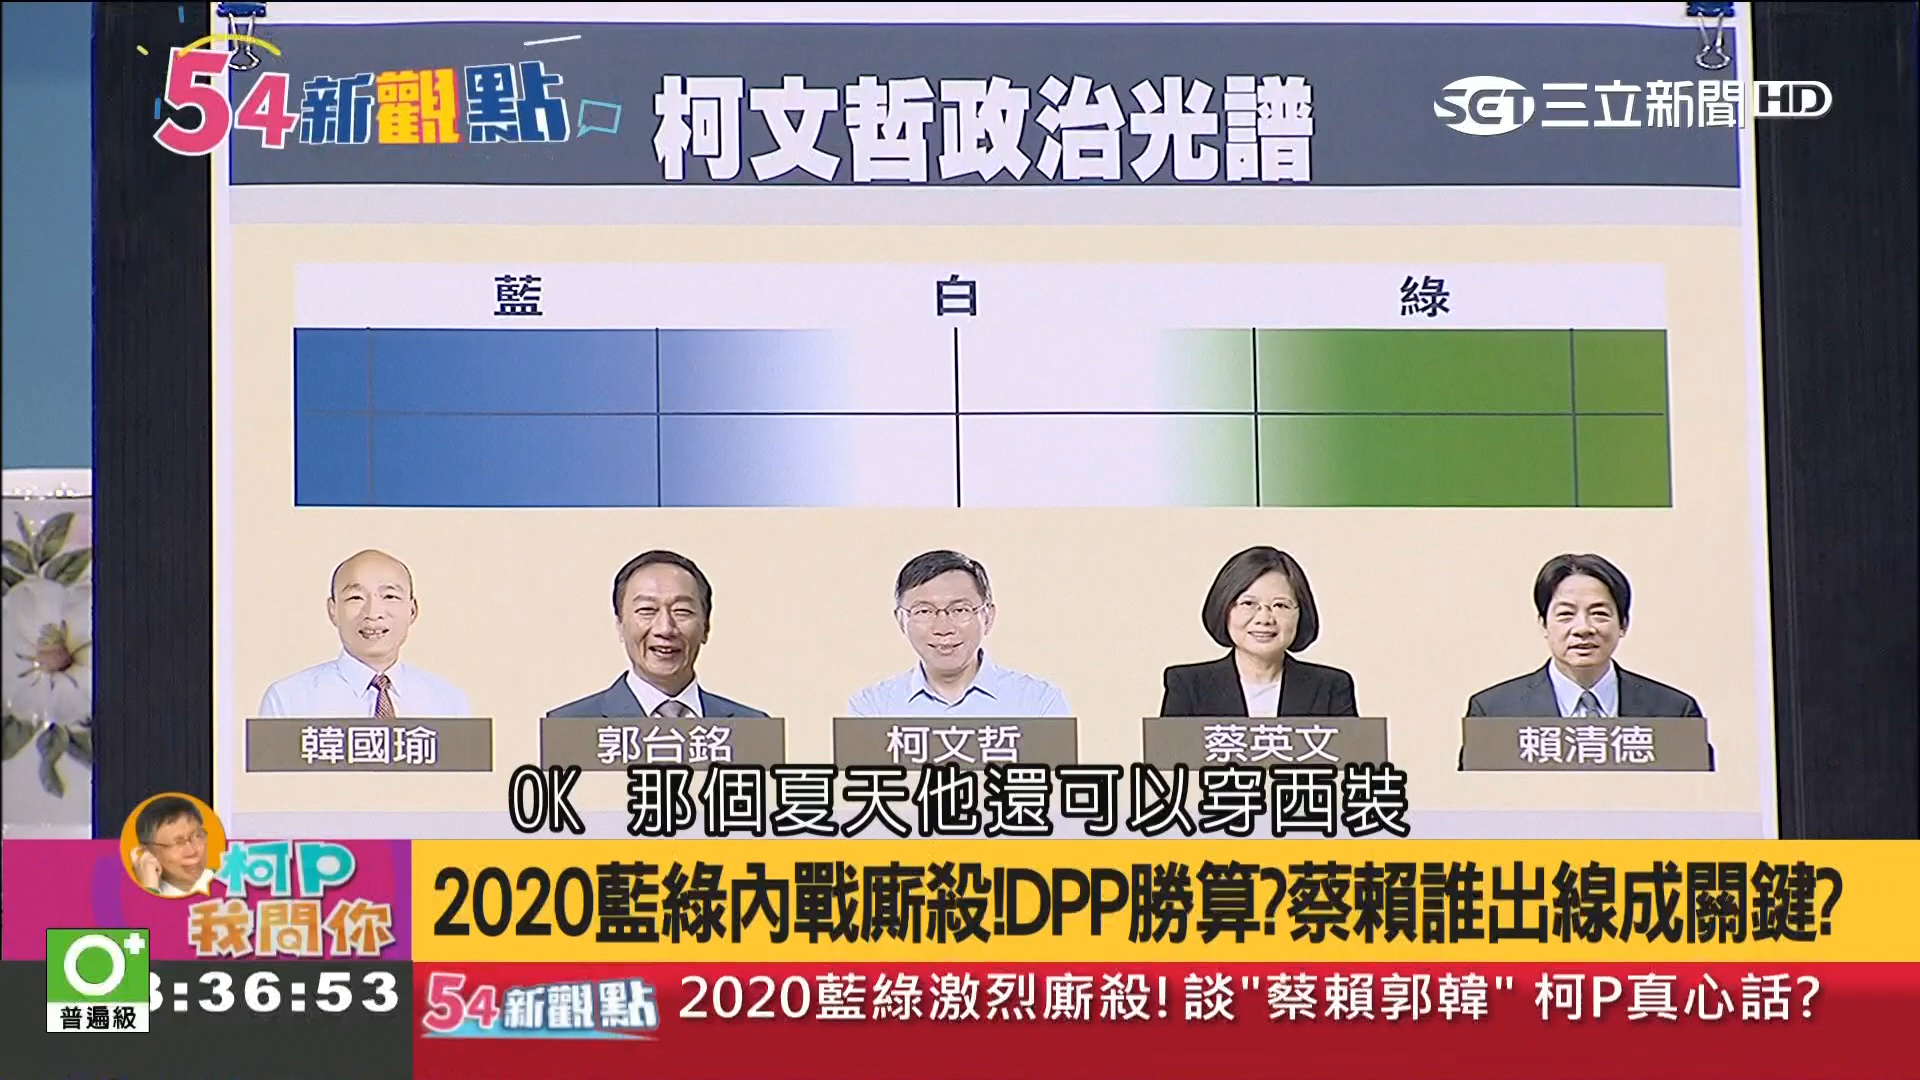 54新觀點
柯文哲政治光譜
SET三立新聞HD
藍 白 綠
韓國瑜 郭台銘 柯文哲 蔡英文 賴清德
OK 那個夏天他還可以穿西裝
柯P
我問你
2020藍綠內戰廝殺!DPP勝算?蔡賴誰出線成關鍵?
普遍級
:36:53
54新觀點
2020藍綠激烈廝殺!談"蔡賴郭韓" 柯P真心話?